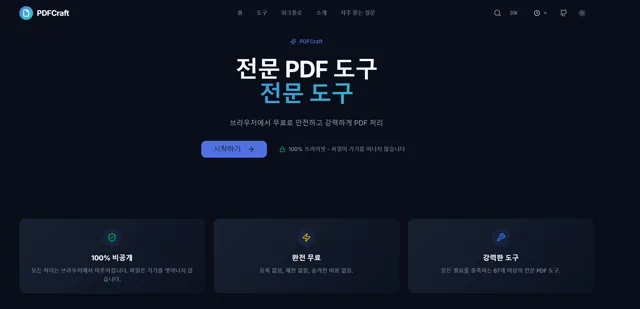 PDFCraft
홈 도구 워크플로 소개 자주 묻는 질문
PDFCraft
전문 PDF 도구
전문 도구
브라우저에서 무료로 안전하고 강력하게 PDF 처리
시작하기
100% 프라이빗 - 파일이 기기를 떠나지 않습니다
100% 비공개
모든 처리는 브라우저에서 이루어집니다. 파일은 기기를 벗어나지 않
습니다.
완전 무료
등록 없음, 제한 없음, 숨겨진 비용 없음.
강력한 도구
모든 필요를 충족하는 67개 이상의 전문 PDF 도구.